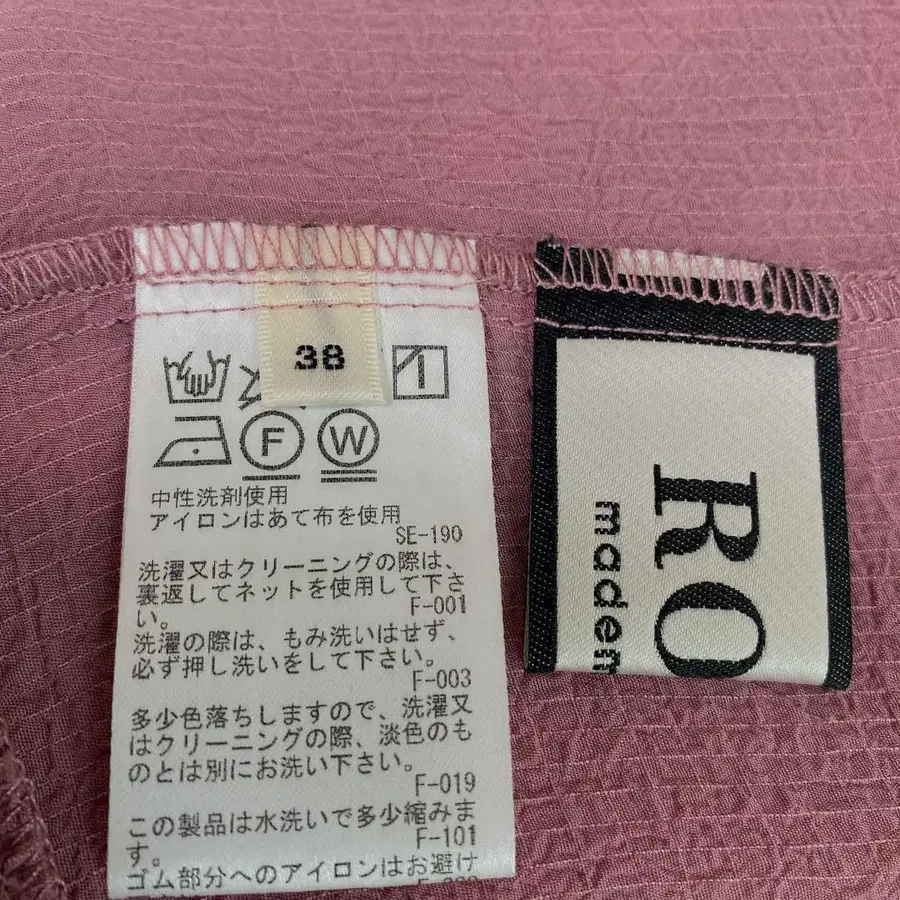 38
F W
中性洗剤使用
アイロンはあて布を使用
SE-190
洗濯又はクリーニングの際は、
裏返してネットを使用して下さ
い。
F-001
洗濯の際は、もみ洗いはせず、
必ず押し洗いをして下さい。
F-003
多少色落ちしますので、洗濯又
はクリーニングの際、淡色のも
のとは別にお洗い下さい。
F-019
この製品は水洗いで多少縮みま
す。
F-101
ゴム部分へのアイロンはお避け
RO
madem